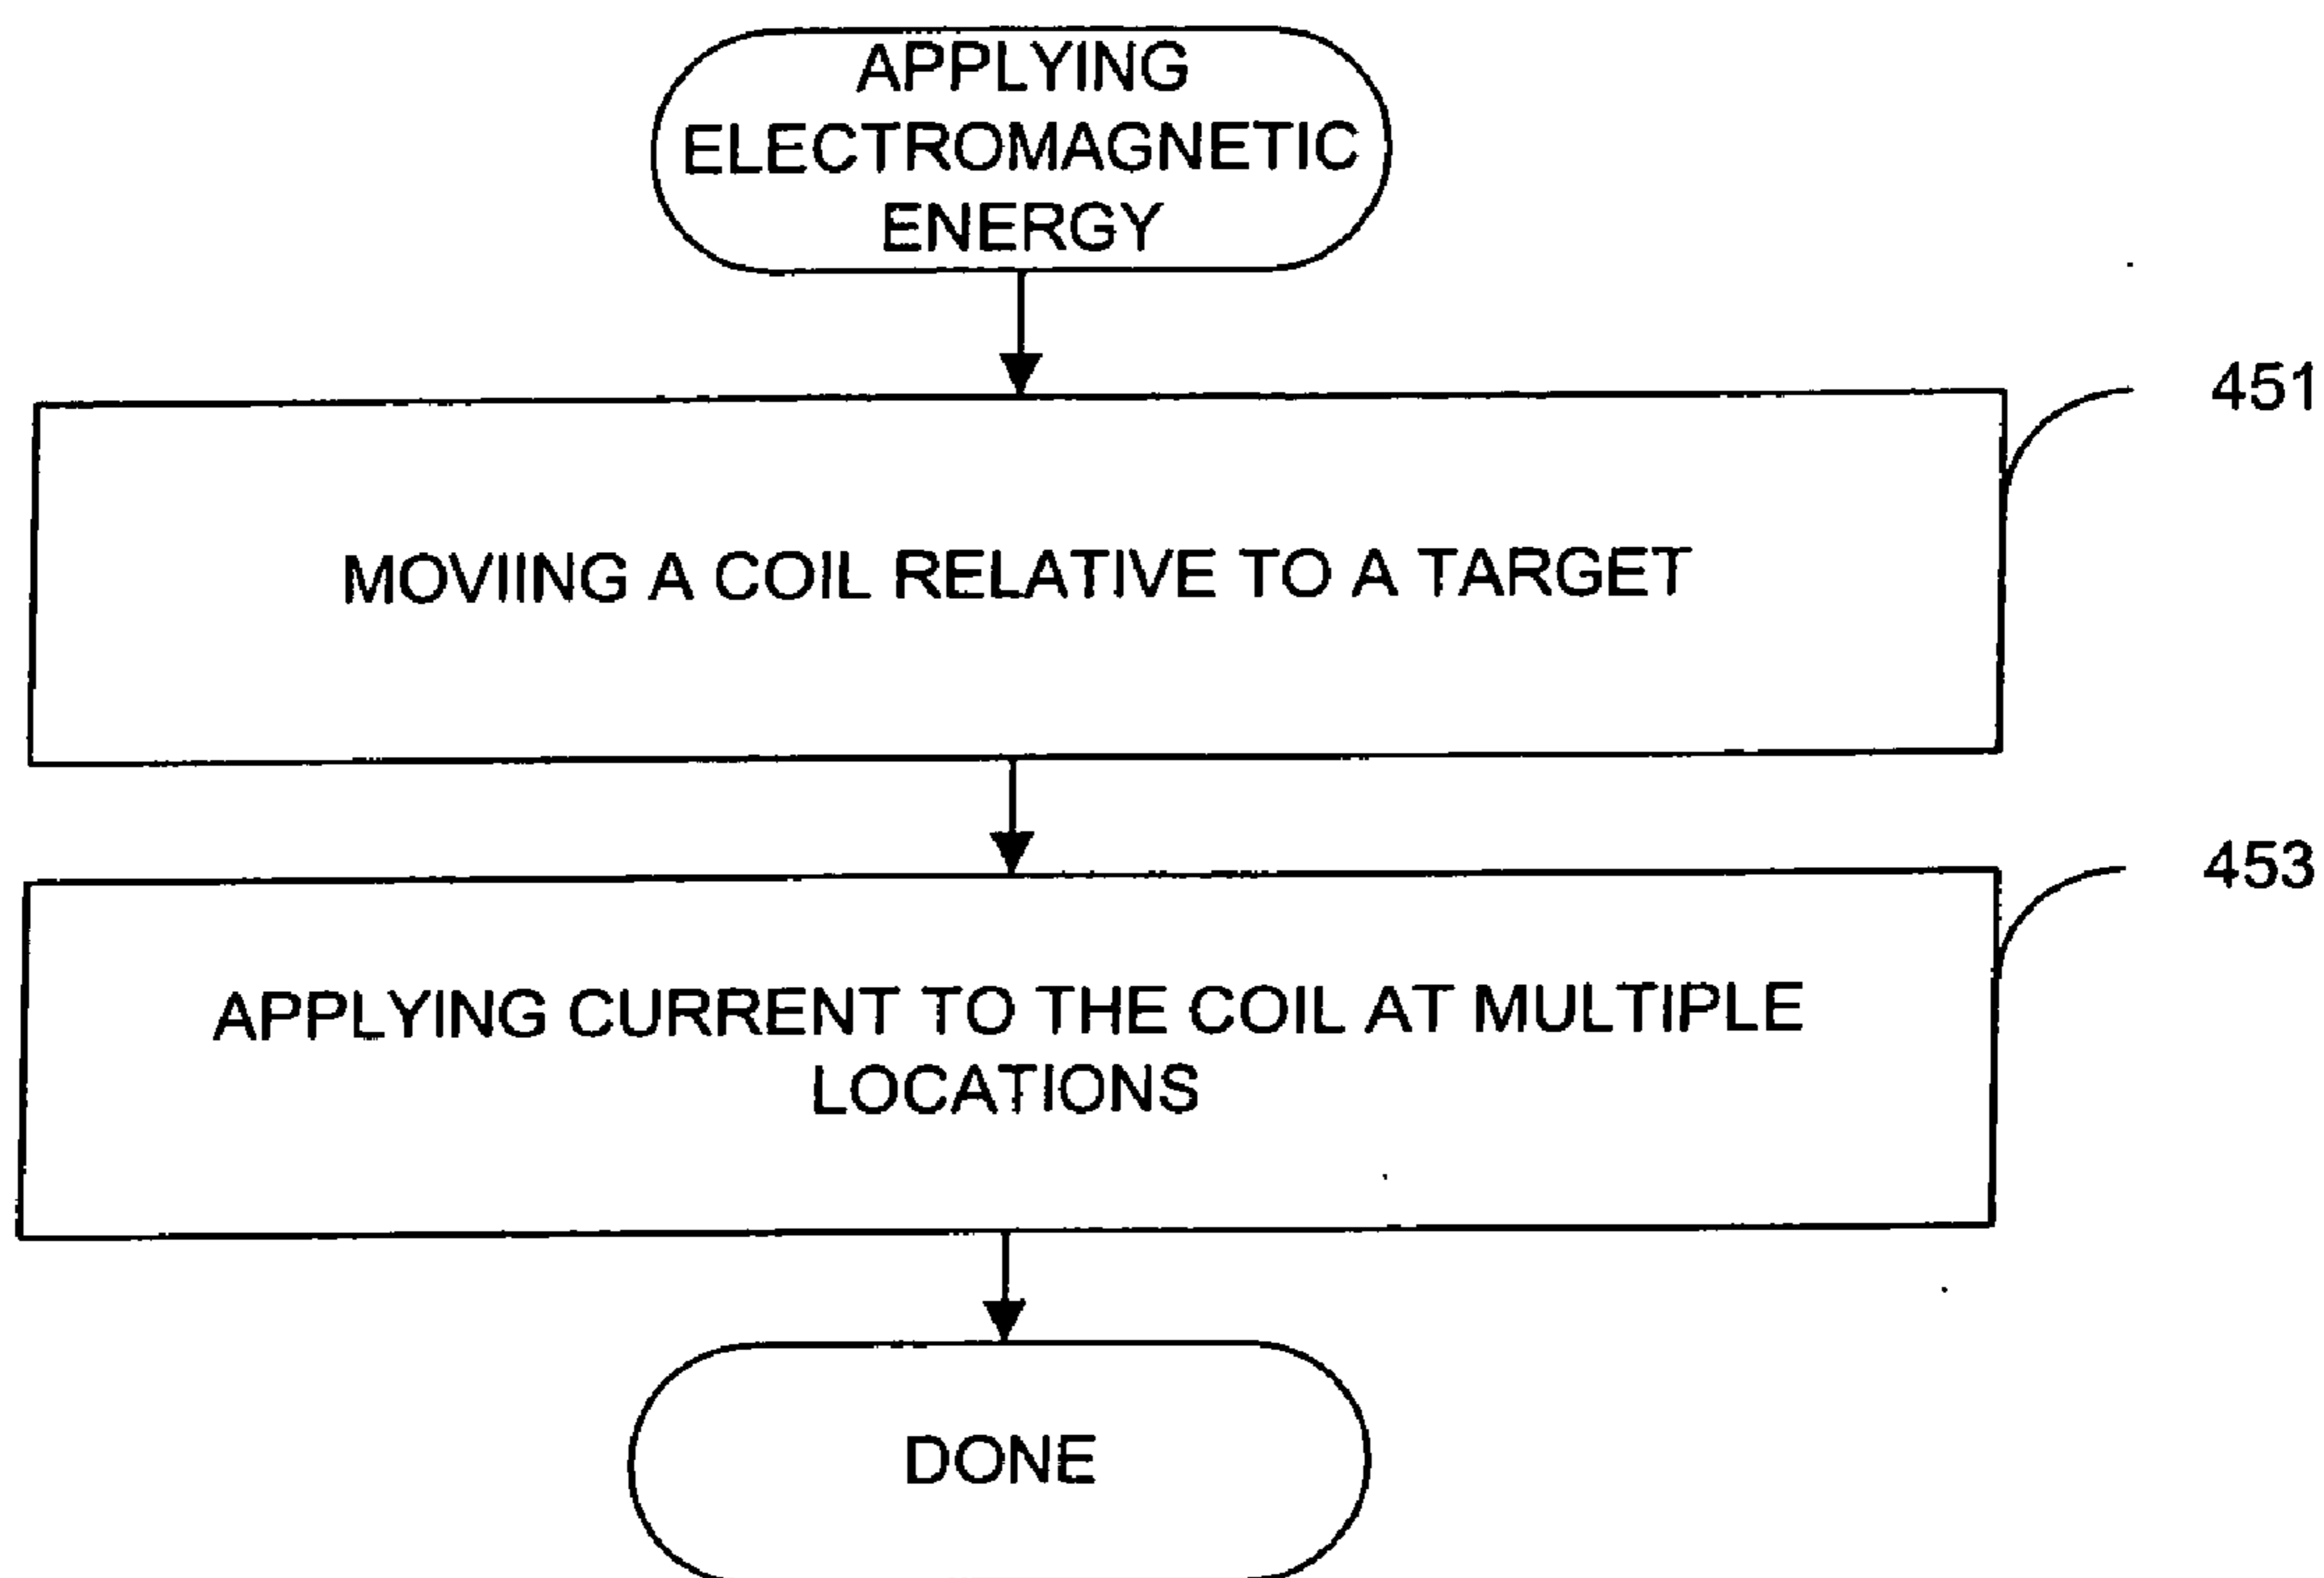 APPLYING
ELECTROMAGNETIC
ENERGY
451
MOVIING A COIL RELATIVE TO A TARGET
453
APPLYING CURRENT TO THE COIL AT MULTIPLE
LOCATIONS
DONE